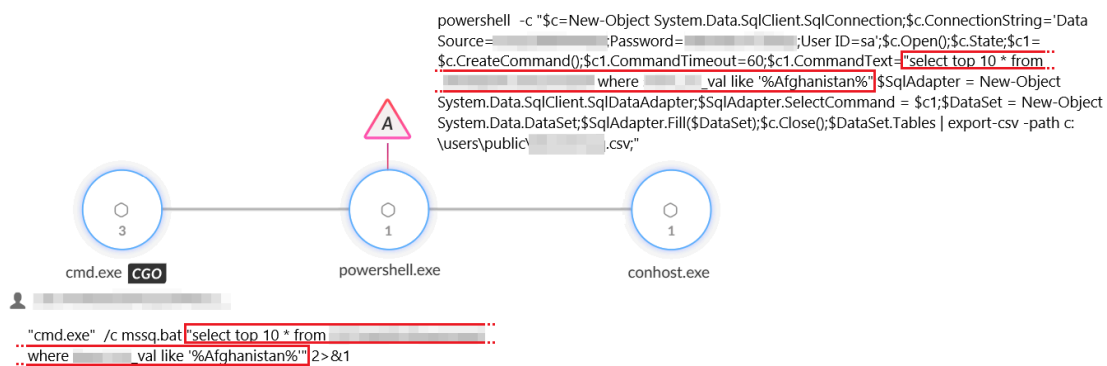 powershell -c "$c=New-Object System.Data.SqlClient.SqlConnection;$c.ConnectionString='Data
Source= ;Password= ;User ID=sa';$c.Open();$c.State;$c1=
$c.CreateCommand();$c1.CommandTimeout=60;$c1.CommandText="select top 10 * from
where _val like '%Afghanistan%'";$SqlAdapter = New-Object
System.Data.SqlClient.SqlDataAdapter;$SqlAdapter.SelectCommand = $c1;$DataSet = New-Object
System.Data.DataSet;$SqlAdapter.Fill($DataSet);$c.Close();$DataSet.Tables | export-csv -path c:
\users\public\ .csv;"
A
3
1
1
cmd.exe CGO
powershell.exe
conhost.exe
"cmd.exe" /c mssq.bat "select top 10 * from
where _val like '%Afghanistan%'" 2>&1